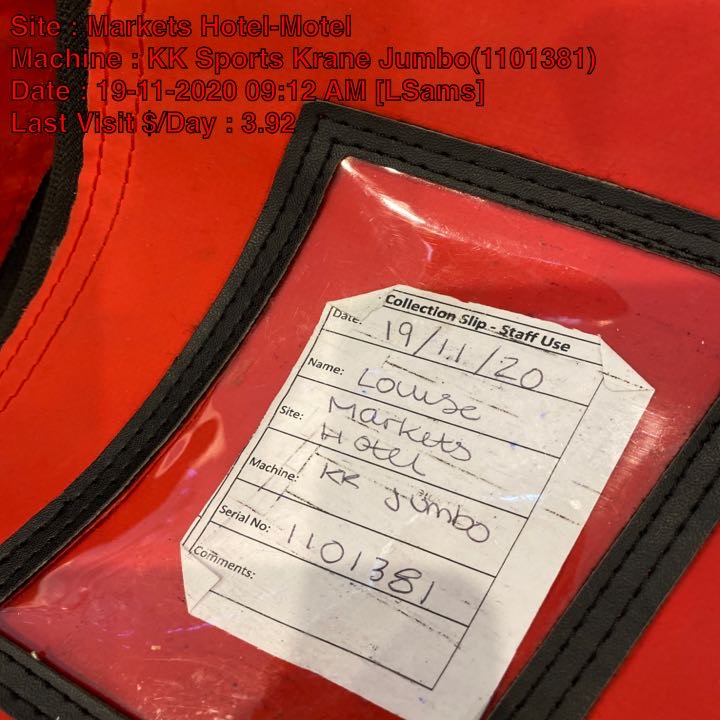 Site : Markets Hotel-Motel
Machine : KK Sports Krane Jumbo(1101381)
Date : 19-11-2020 09:12 AM [LSams]
Last Visit $/Day : 3.92
Collection Slip - Staff Use
Date: 19/11/20
Name: Louise
Site: Markets
Hotel
Machine: KK Jumbo
Serial No: 1101381
Comments: